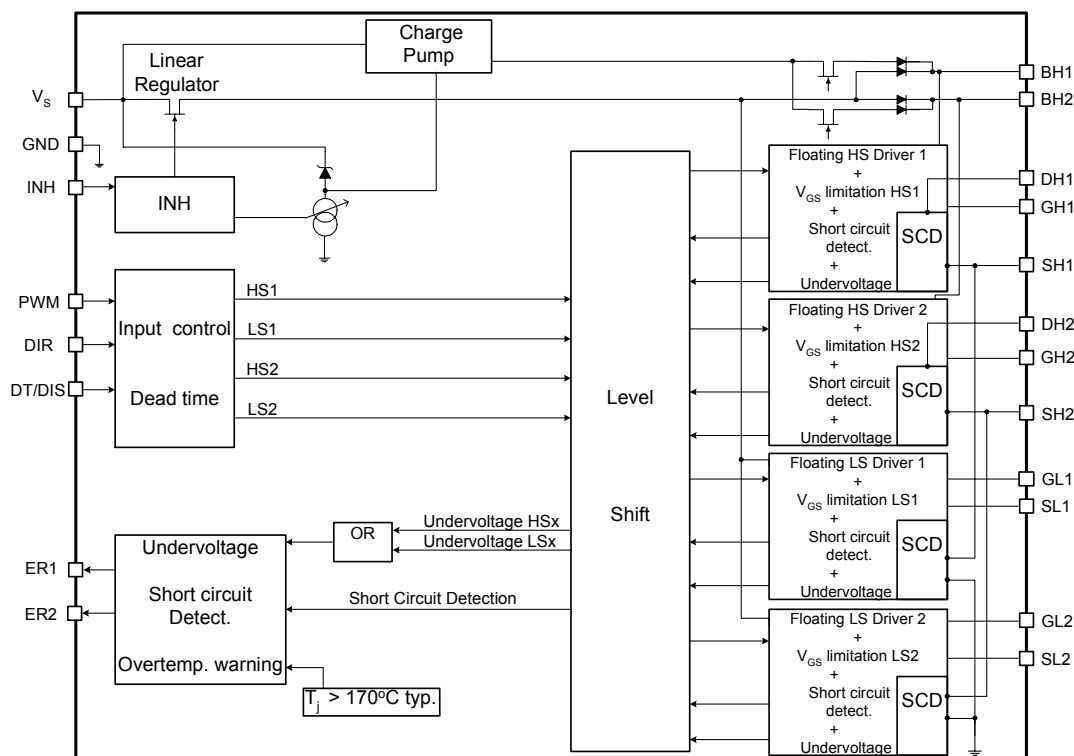 Charge
Pump
Linear
Regulator
V_S
GND
INH
INH
PWM
DIR
DT/DIS
Input control
Dead time
HS1
LS1
HS2
LS2
Level
Shift
OR
Undervoltage HSx
Undervoltage LSx
Short Circuit Detection
ER1
ER2
Undervoltage
Short circuit
Detect.
Overtemp. warning
T_j > 170°C typ.
Floating HS Driver 1
+
V_GS limitation HS1
+
Short circuit
detect.
+
Undervoltage
SCD
Floating HS Driver 2
+
V_GS limitation HS2
+
Short circuit
detect.
+
Undervoltage
SCD
Floating LS Driver 1
+
V_GS limitation LS1
+
Short circuit
detect.
+
Undervoltage
SCD
Floating LS Driver 2
+
V_GS limitation LS2
+
Short circuit
detect.
+
Undervoltage
SCD
BH1
BH2
DH1
GH1
SH1
DH2
GH2
SH2
GL1
SL1
GL2
SL2